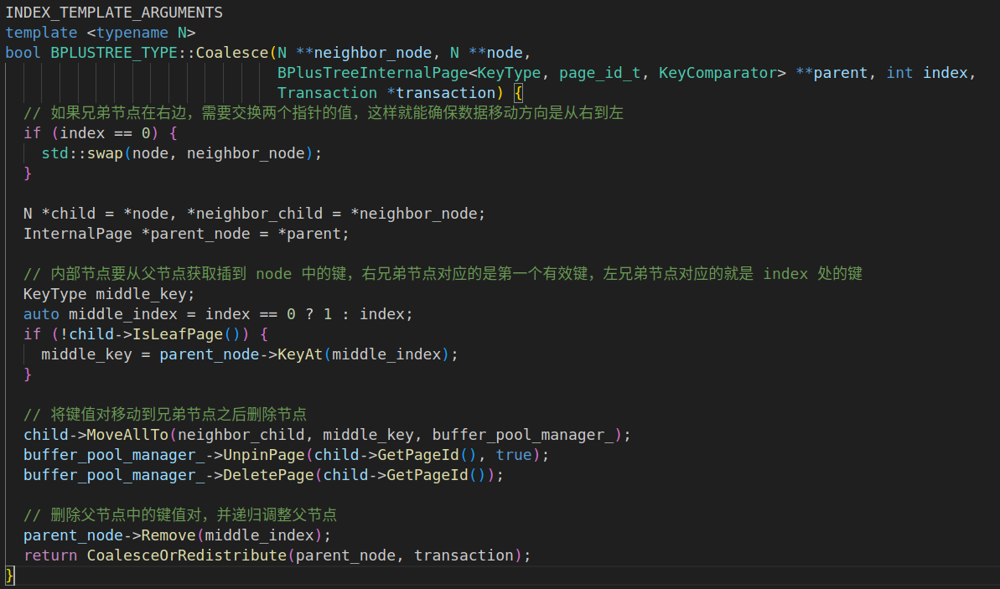 INDEX_TEMPLATE_ARGUMENTS
template <typename N>
bool BPLUSTREE_TYPE::Coalesce(N **neighbor_node, N **node,
                              BPlusTreeInternalPage<KeyType, page_id_t, KeyComparator> **parent, int index,
                              Transaction *transaction) {
  // 如果兄弟节点在右边，需要交换两个指针的值，这样就能确保数据移动方向是从右到左
  if (index == 0) {
    std::swap(node, neighbor_node);
  }

  N *child = *node, *neighbor_child = *neighbor_node;
  InternalPage *parent_node = *parent;

  // 内部节点要从父节点获取插到 node 中的键，右兄弟节点对应的是第一个有效键，左兄弟节点对应的就是 index 处的键
  KeyType middle_key;
  auto middle_index = index == 0 ? 1 : index;
  if (!child->IsLeafPage()) {
    middle_key = parent_node->KeyAt(middle_index);
  }

  // 将键值对移动到兄弟节点之后删除节点
  child->MoveAllTo(neighbor_child, middle_key, buffer_pool_manager_);
  buffer_pool_manager_->UnpinPage(child->GetPageId(), true);
  buffer_pool_manager_->DeletePage(child->GetPageId());

  // 删除父节点中的键值对，并递归调整父节点
  parent_node->Remove(middle_index);
  return CoalesceOrRedistribute(parent_node, transaction);
}